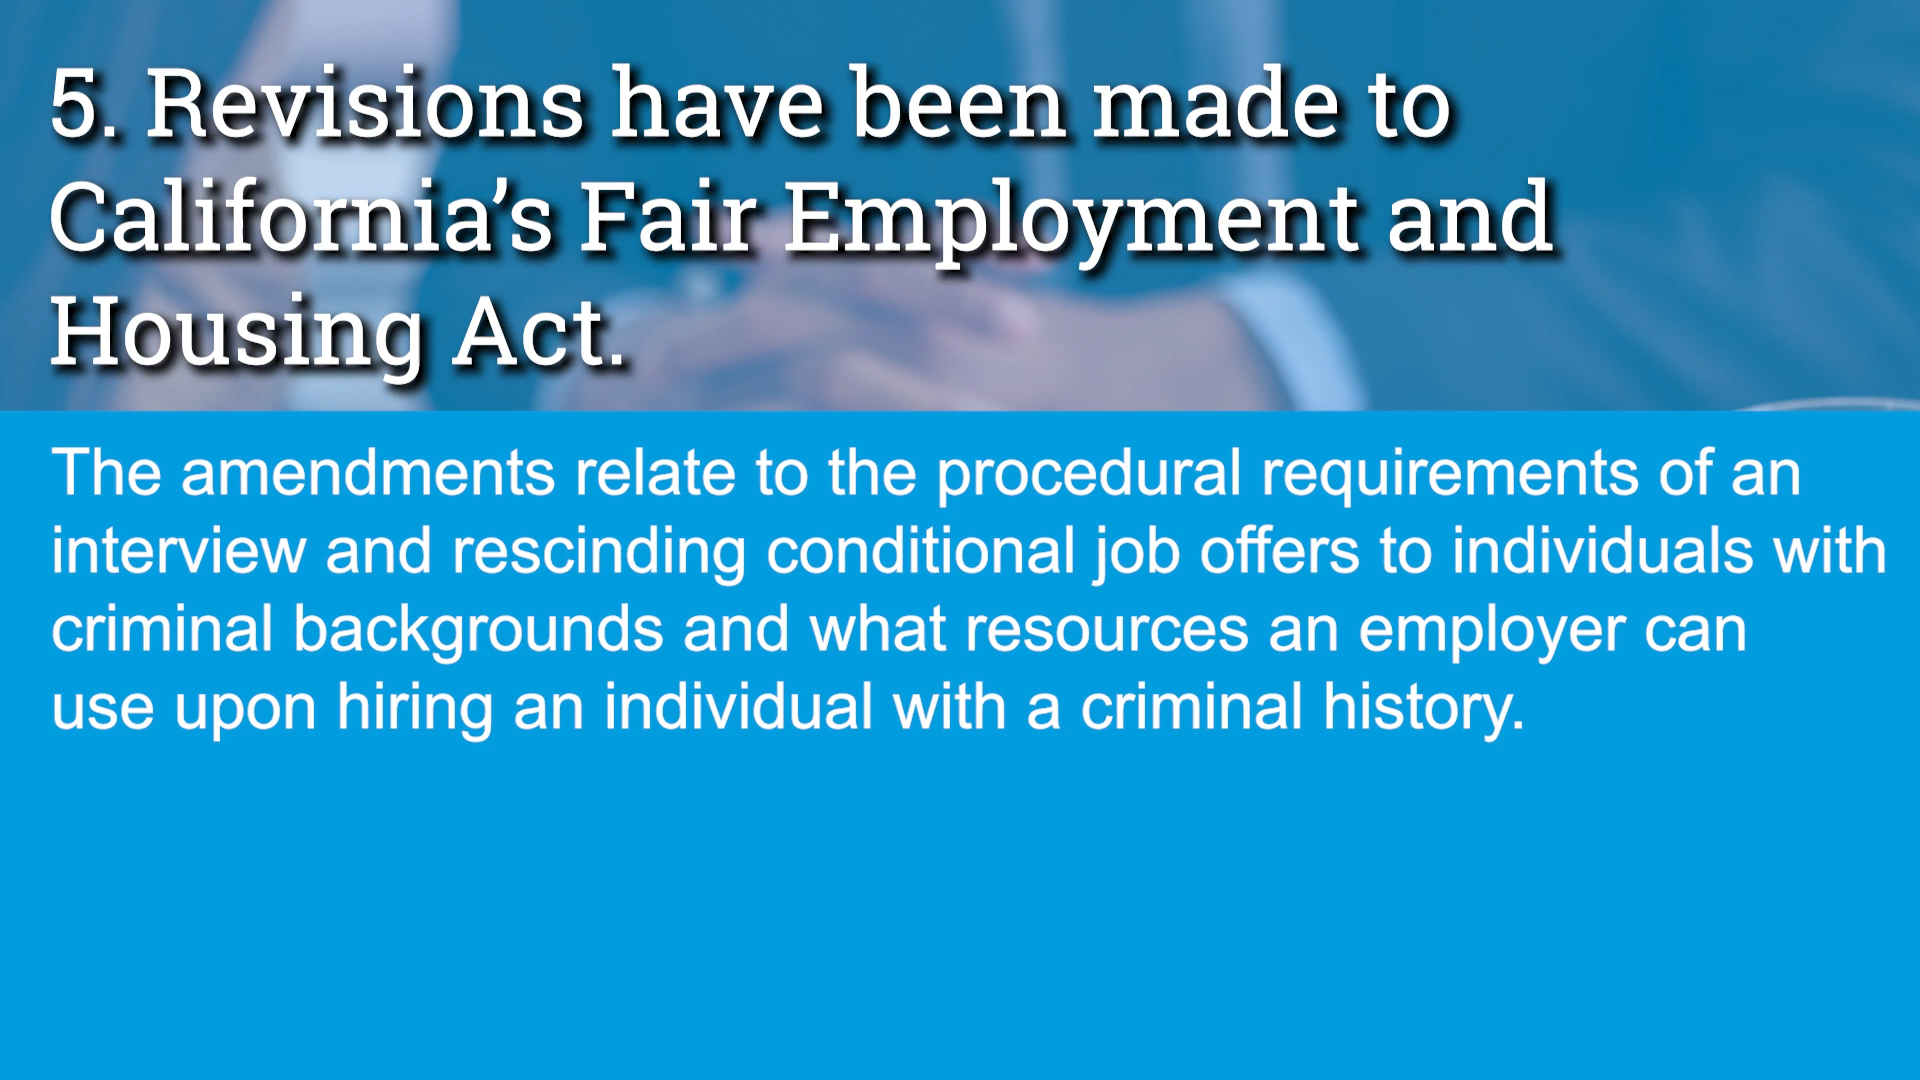 5. Revisions have been made to
California’s Fair Employment and
Housing Act.
The amendments relate to the procedural requirements of an
interview and rescinding conditional job offers to individuals with
criminal backgrounds and what resources an employer can
use upon hiring an individual with a criminal history.